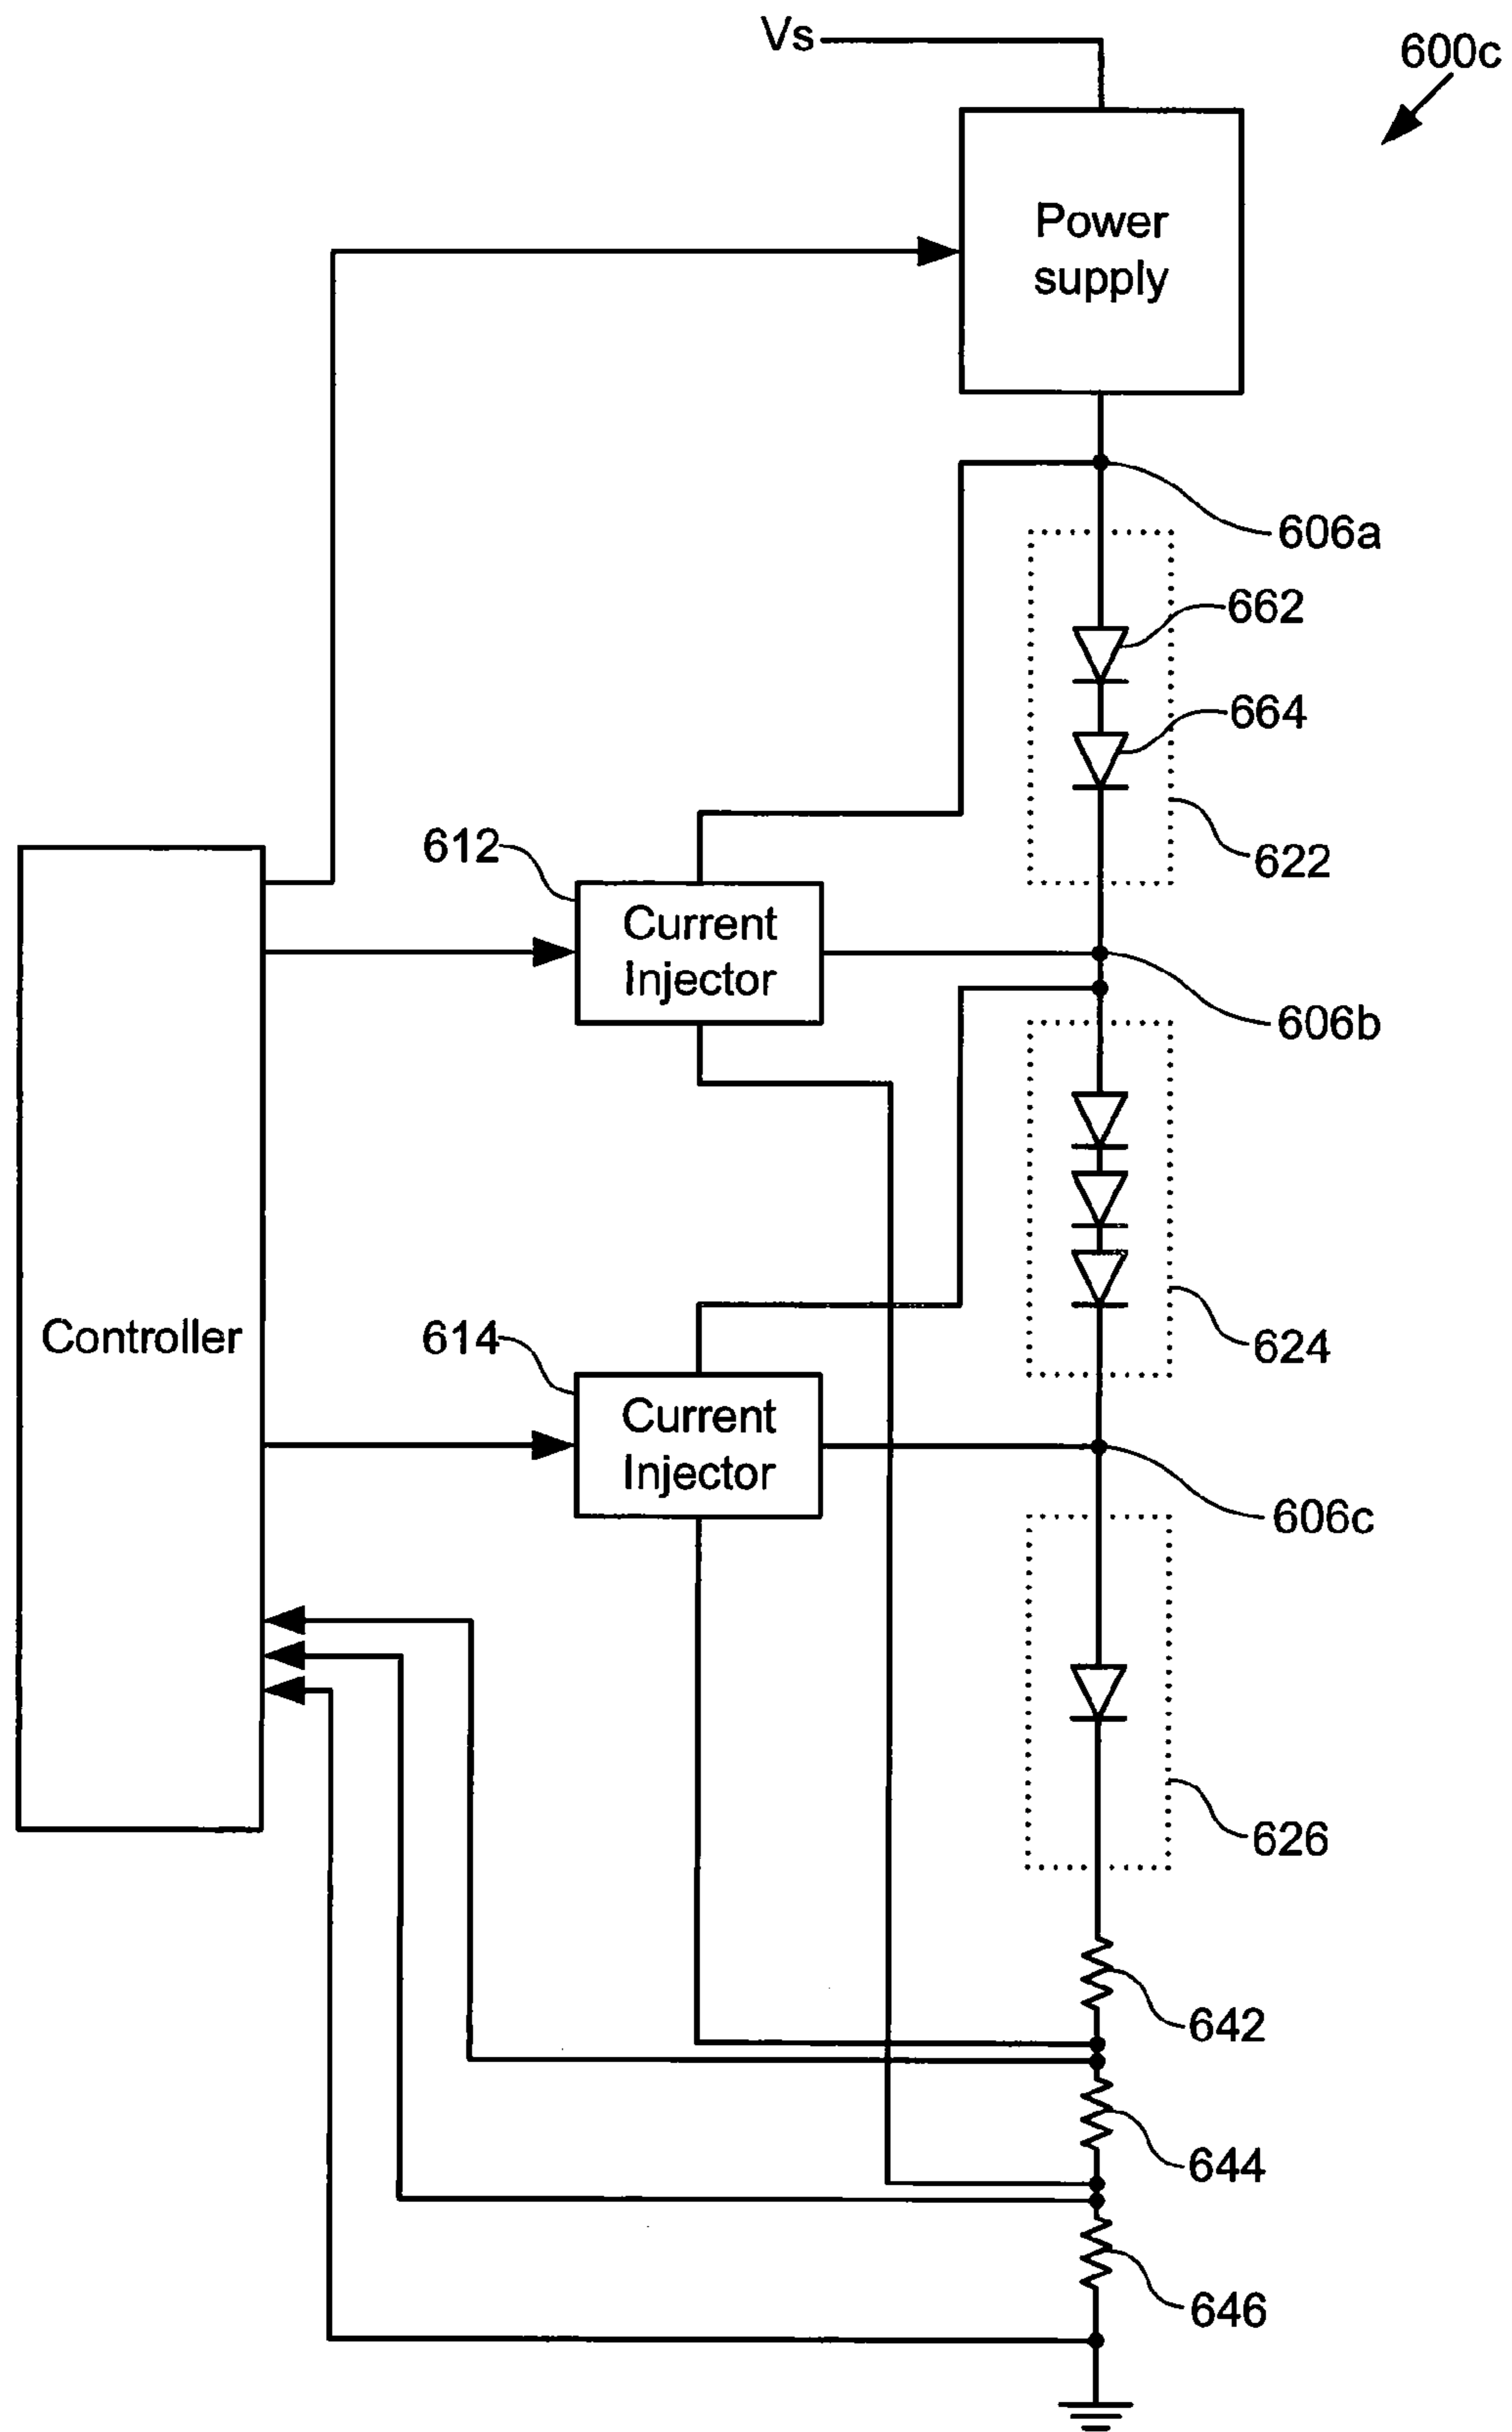 Vs
600c
Power
supply
606a
662
664
612
622
Current
Injector
606b
Controller
614
624
Current
Injector
606c
626
642
644
646